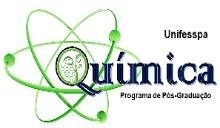 Unifesspa
Química
Programa de Pós-Graduação